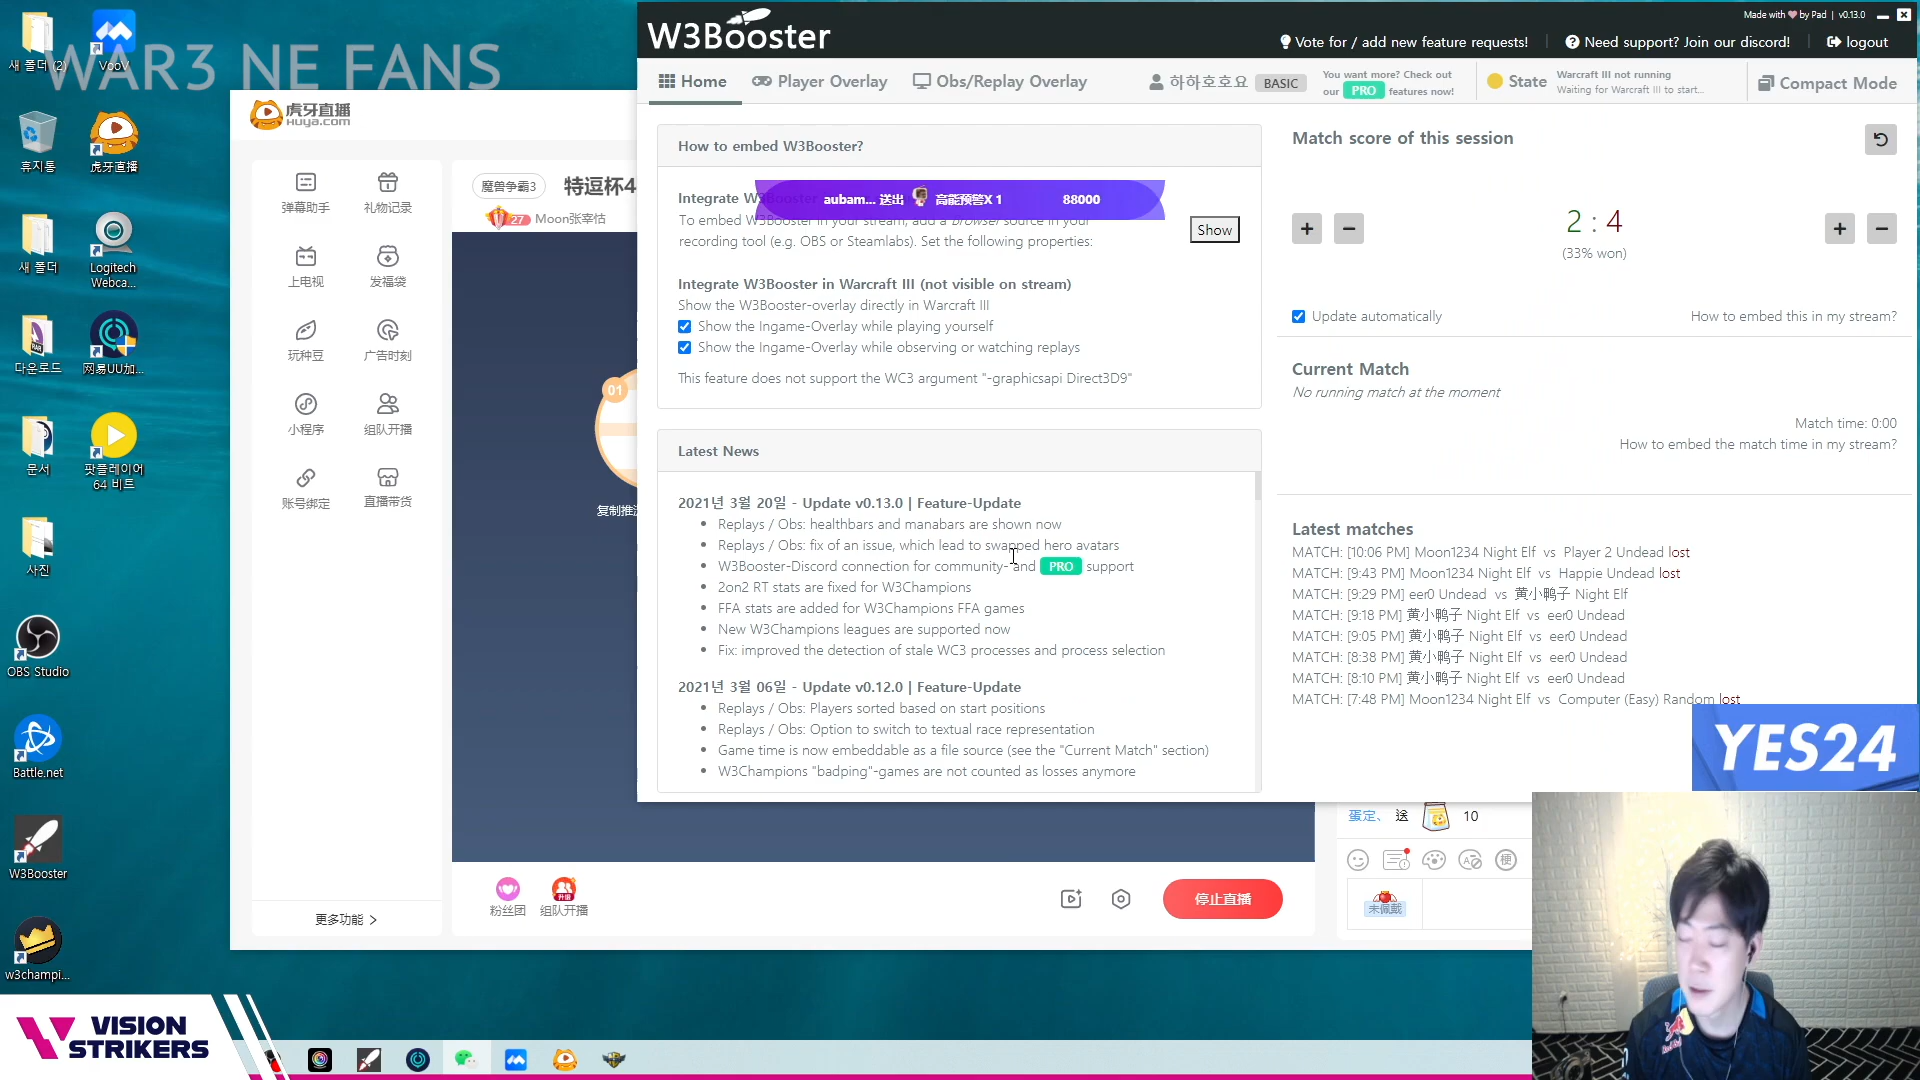 WAR3 NE FANS
새 폴더 (2)
VooV
휴지통
虎牙直播
새 폴더
Logitech
Webca...
다운로드
网易UU加...
문서
팟플레이어
64 비트
사진
OBS Studio
Battle.net
W3Booster
w3champi...
VISION
STRIKERS
虎牙直播
HUYA.COM
弹幕助手
礼物记录
上电视
发福袋
玩种豆
广告时刻
小程序
组队开播
账号绑定
直播带货
更多功能 >
魔兽争霸3
特逗杯4
27
Moon张宰怙
01
粉丝团
升级
组队开播
停止直播
W3Booster
Made with ❤ by Pad | v0.13.0
Vote for / add new feature requests!
Need support? Join our discord!
logout
Home
Player Overlay
Obs/Replay Overlay
하하호호요
BASIC
You want more? Check out
our PRO features now!
State
Warcraft III not running
Waiting for Warcraft III to start...
Compact Mode
How to embed W3Booster?
aubam... 送出 高能预警X 1 88000
To embed W3Booster in your stream, add a browser source in your
recording tool (e.g. OBS or Steamlabs). Set the following properties:
Show
Integrate W3Booster in Warcraft III (not visible on stream)
Show the W3Booster-overlay directly in Warcraft III
Show the Ingame-Overlay while playing yourself
Show the Ingame-Overlay while observing or watching replays
This feature does not support the WC3 argument "-graphicsapi Direct3D9"
Latest News
2021년 3월 20일 - Update v0.13.0 | Feature-Update
Replays / Obs: healthbars and manabars are shown now
Replays / Obs: fix of an issue, which lead to swapped hero avatars
W3Booster-Discord connection for community- and PRO support
2on2 RT stats are fixed for W3Champions
FFA stats are added for W3Champions FFA games
New W3Champions leagues are supported now
Fix: improved the detection of stale WC3 processes and process selection
2021년 3월 06일 - Update v0.12.0 | Feature-Update
Replays / Obs: Players sorted based on start positions
Replays / Obs: Option to switch to textual race representation
Game time is now embeddable as a file source (see the "Current Match" section)
W3Champions "badping"-games are not counted as losses anymore
Match score of this session
2 : 4
(33% won)
Update automatically
How to embed this in my stream?
Current Match
No running match at the moment
Match time: 0:00
How to embed the match time in my stream?
Latest matches
MATCH: [10:06 PM] Moon1234 Night Elf vs Player 2 Undead lost
MATCH: [9:43 PM] Moon1234 Night Elf vs Happie Undead lost
MATCH: [9:29 PM] eer0 Undead vs 黄小鸭子 Night Elf
MATCH: [9:18 PM] 黄小鸭子 Night Elf vs eer0 Undead
MATCH: [9:05 PM] 黄小鸭子 Night Elf vs eer0 Undead
MATCH: [8:38 PM] 黄小鸭子 Night Elf vs eer0 Undead
MATCH: [8:10 PM] 黄小鸭子 Night Elf vs eer0 Undead
MATCH: [7:48 PM] Moon1234 Night Elf vs Computer (Easy) Random lost
YES24
蛋定、 送 10
梗
未佩戴